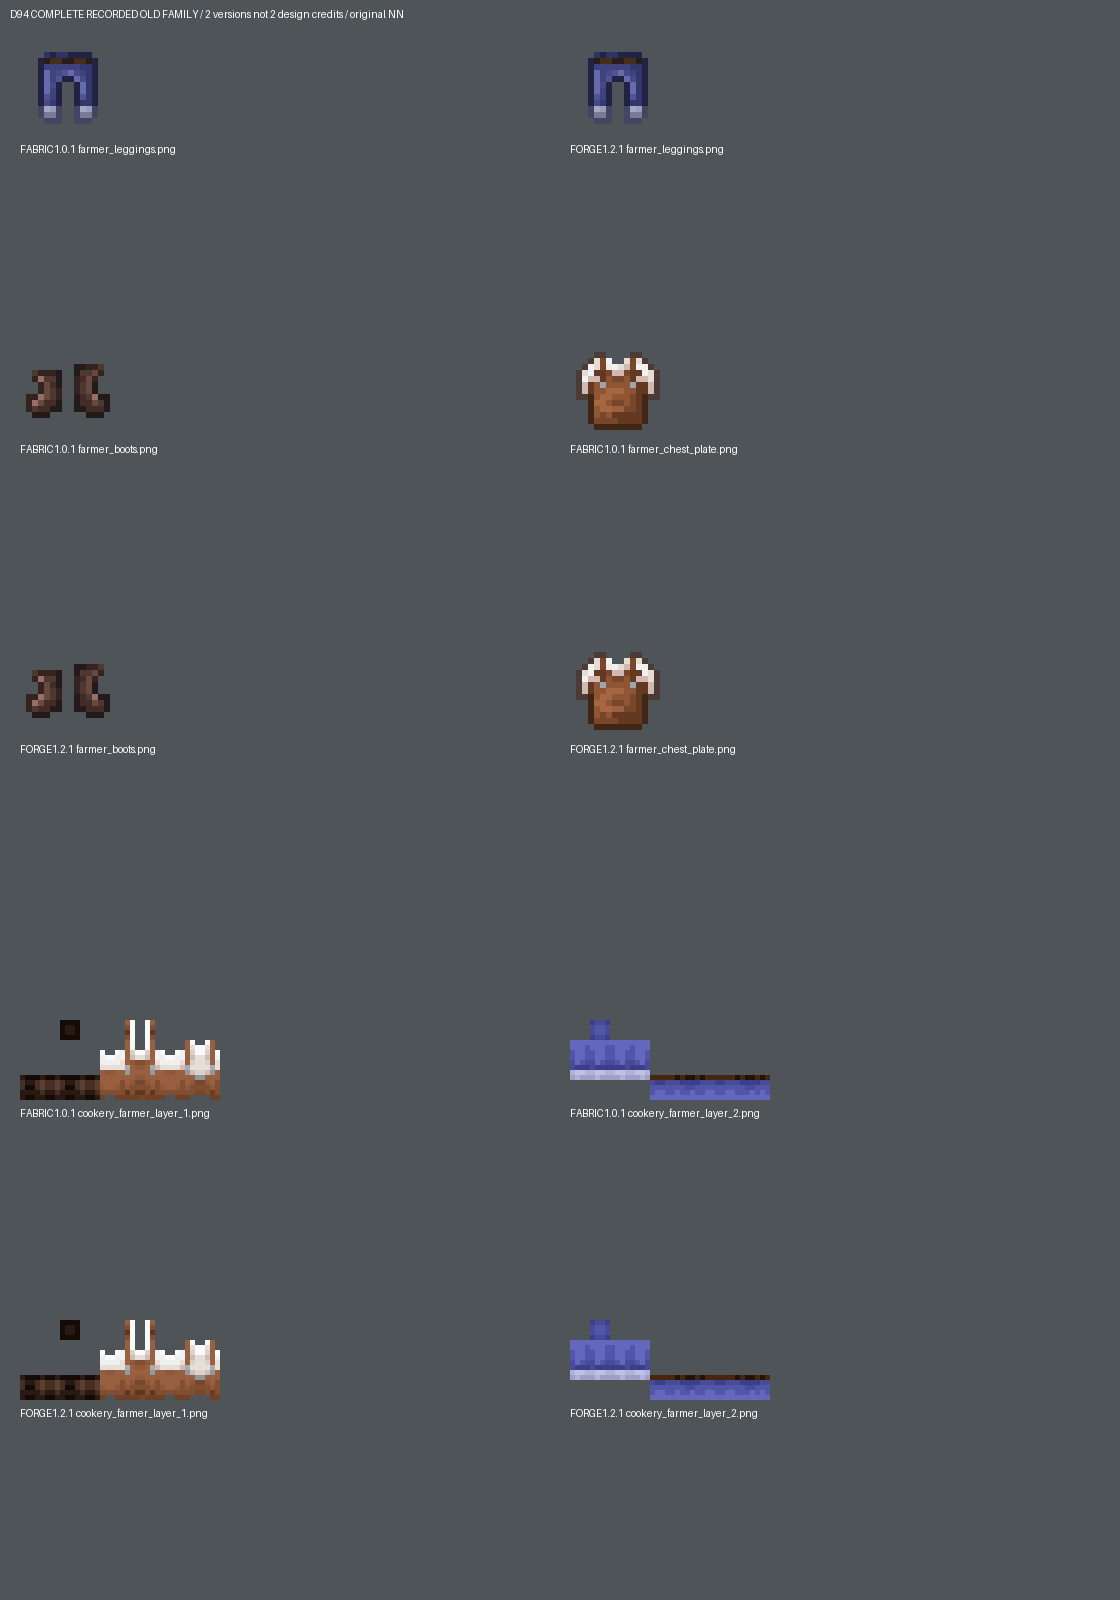 D94 COMPLETE RECORDED OLD FAMILY / 2 versions not 2 design credits / original NN
FABRIC1.0.1 farmer_leggings.png
FORGE1.2.1 farmer_leggings.png
FABRIC1.0.1 farmer_boots.png
FABRIC1.0.1 farmer_chest_plate.png
FORGE1.2.1 farmer_boots.png
FORGE1.2.1 farmer_chest_plate.png
FABRIC1.0.1 cookery_farmer_layer_1.png
FABRIC1.0.1 cookery_farmer_layer_2.png
FORGE1.2.1 cookery_farmer_layer_1.png
FORGE1.2.1 cookery_farmer_layer_2.png